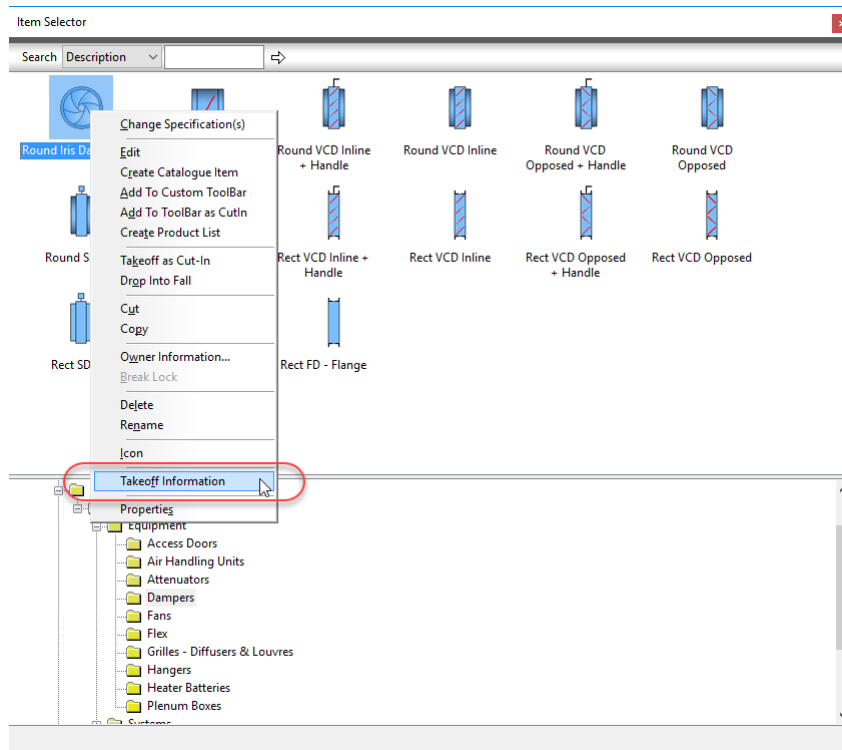 Item Selector
Search Description
Round Iris Da
Round VCD Inline
+ Handle
Round VCD Inline
Round VCD
Opposed + Handle
Round VCD
Opposed
Round S
Rect VCD Inline +
Handle
Rect VCD Inline
Rect VCD Opposed
+ Handle
Rect VCD Opposed
Rect SD
Rect FD - Flange
Change Specification(s)
Edit
Create Catalogue Item
Add To Custom ToolBar
Add To ToolBar as CutIn
Create Product List
Takeoff as Cut-In
Drop Into Fall
Cut
Copy
Owner Information...
Break Lock
Delete
Rename
Icon
Takeoff Information
Properties
Equipment
Access Doors
Air Handling Units
Attenuators
Dampers
Fans
Flex
Grilles - Diffusers & Louvres
Hangers
Heater Batteries
Plenum Boxes
Systems